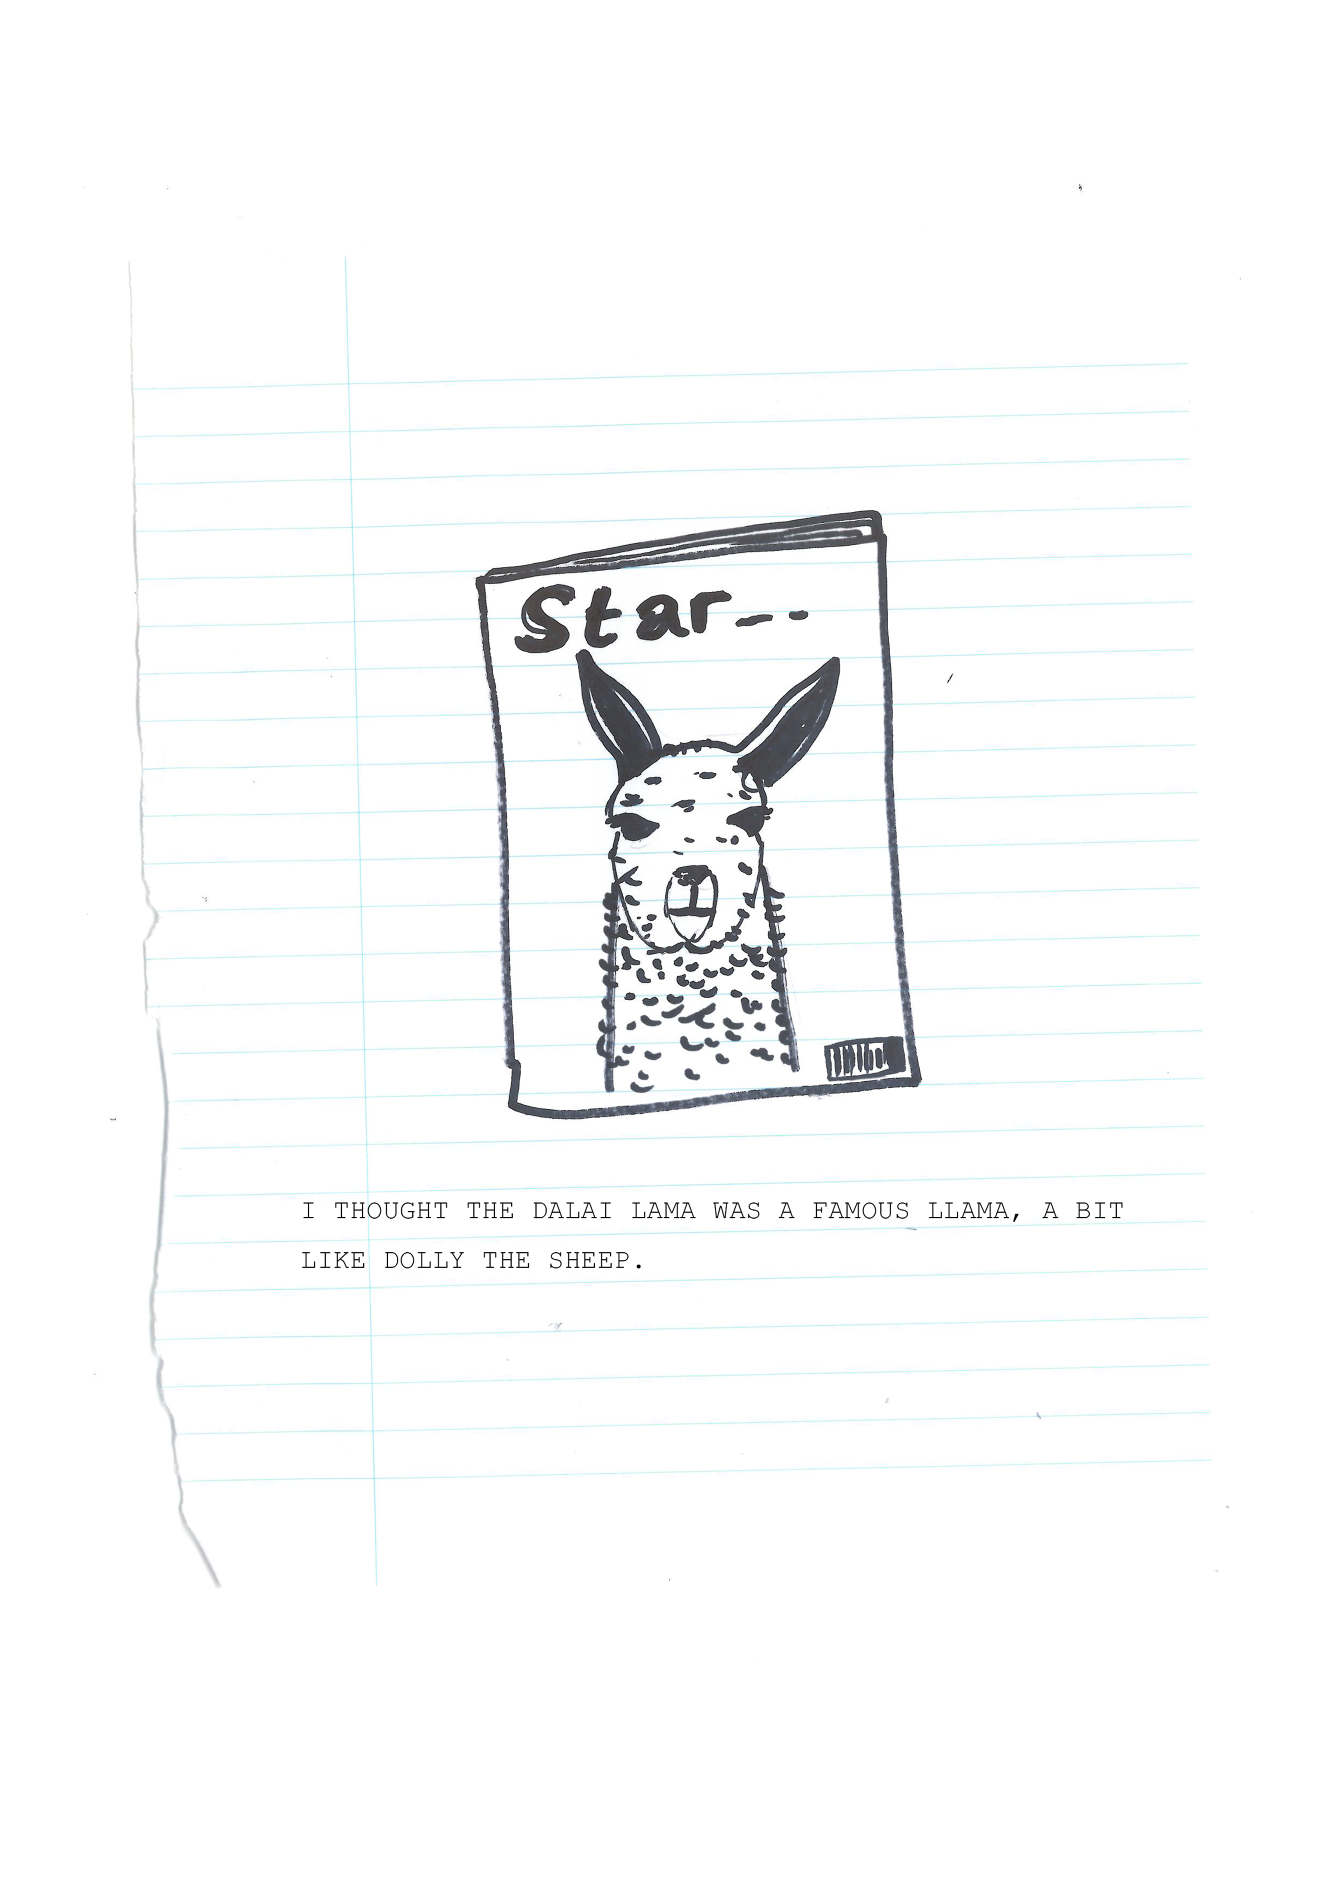 Star--
I THOUGHT THE DALAI LAMA WAS A FAMOUS LLAMA, A BIT
LIKE DOLLY THE SHEEP.